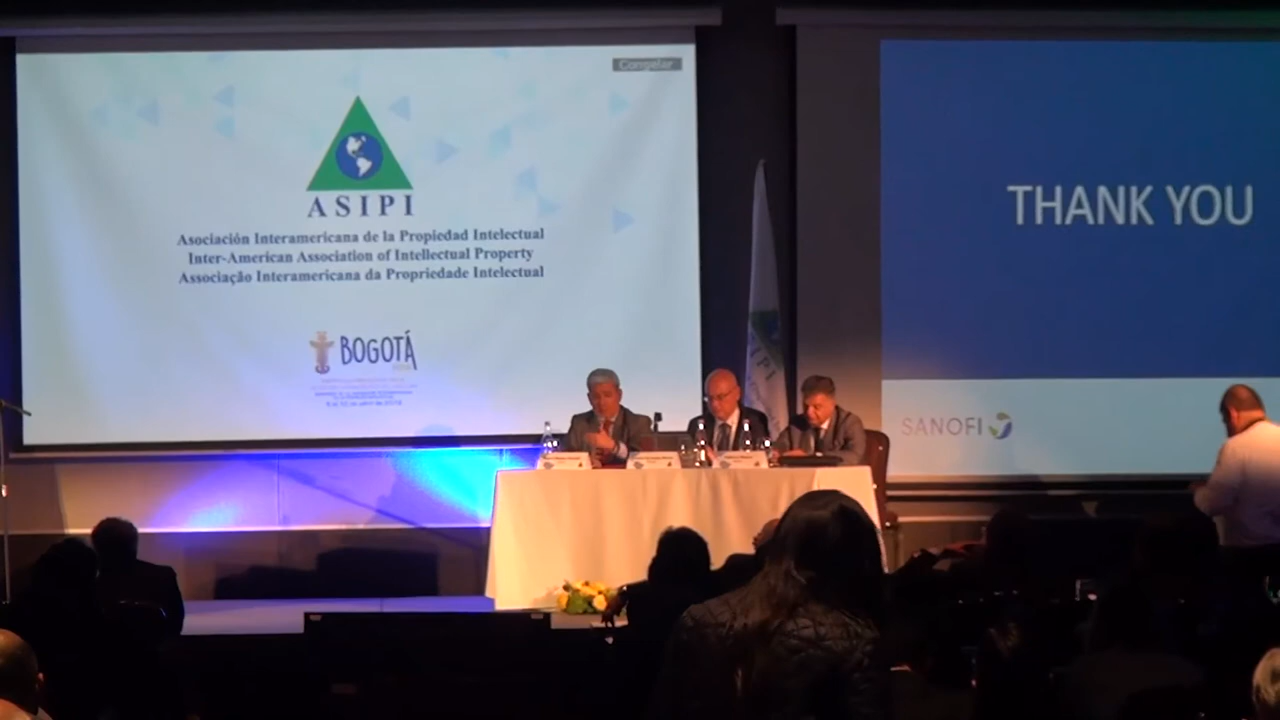 Congelar
ASIPI
Asociación Interamericana de la Propiedad Intelectual
Inter-American Association of Intellectual Property
Associação Interamericana da Propriedade Intelectual
BOGOTÁ
ASIPI
THANK YOU
SANOFI